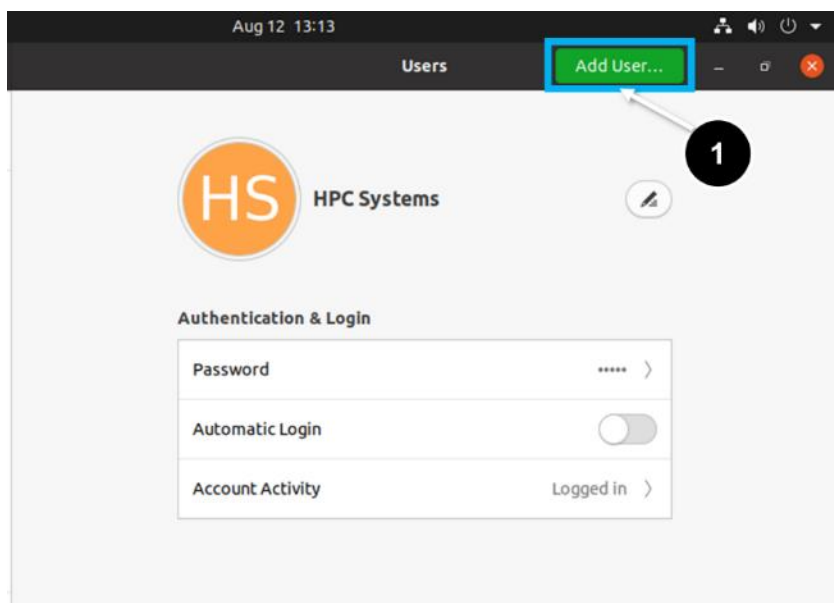 Aug 12 13:13
Users
Add User...
1
HS
HPC Systems
Authentication & Login
Password •••••
Automatic Login
Account Activity Logged in